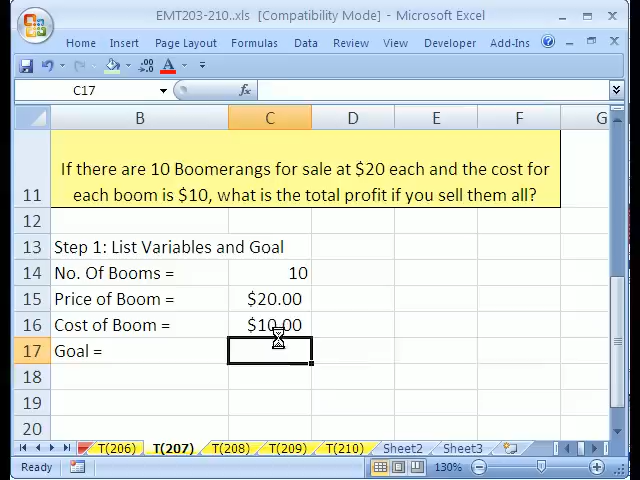 EMT203-210..xls [Compatibility Mode] - Microsoft Excel
Home Insert Page Layout Formulas Data Review View Developer Add-Ins
C17 fx
B C D E F G
11 If there are 10 Boomerangs for sale at $20 each and the cost for
each boom is $10, what is the total profit if you sell them all?
12
13 Step 1: List Variables and Goal
14 No. Of Booms = 10
15 Price of Boom = $20.00
16 Cost of Boom = $10.00
17 Goal =
18
19
20
T(206) T(207) T(208) T(209) T(210) Sheet2 Sheet3
Ready 130%